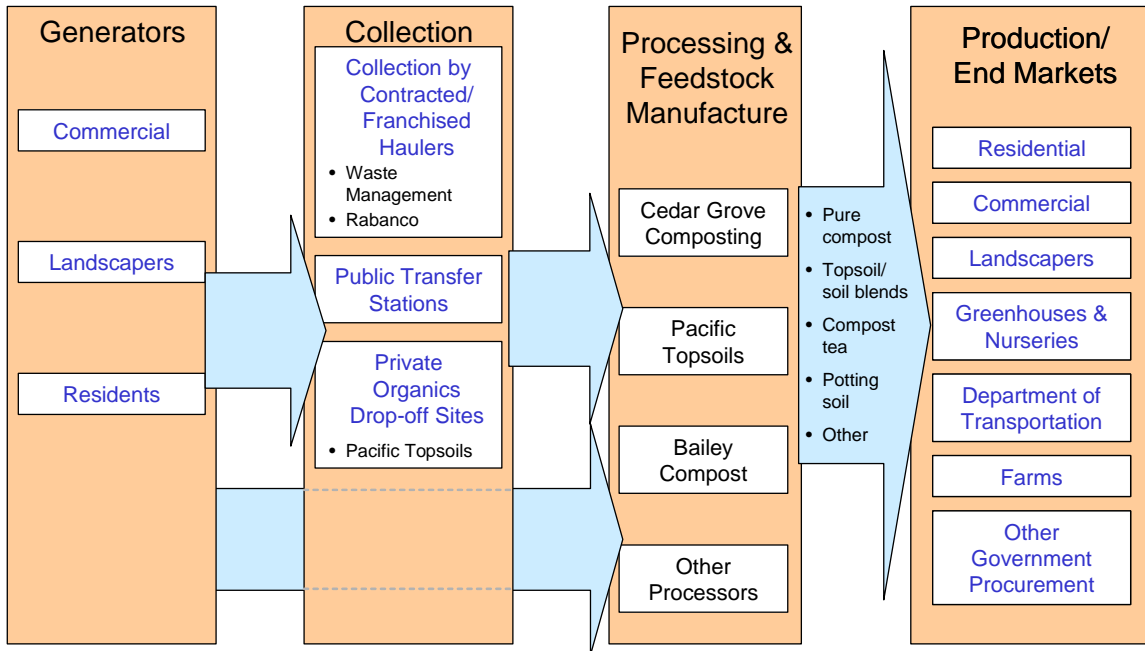 Generators
Commercial
Landscapers
Residents
Collection
Collection by
Contracted/
Franchised
Haulers
• Waste
Management
• Rabanco
Public Transfer
Stations
Private
Organics
Drop-off Sites
• Pacific Topsoils
Processing &
Feedstock
Manufacture
Cedar Grove
Composting
Pacific
Topsoils
Bailey
Compost
Other
Processors
• Pure
compost
• Topsoil/
soil blends
• Compost
tea
• Potting
soil
• Other
Production/
End Markets
Residential
Commercial
Landscapers
Greenhouses &
Nurseries
Department of
Transportation
Farms
Other
Government
Procurement